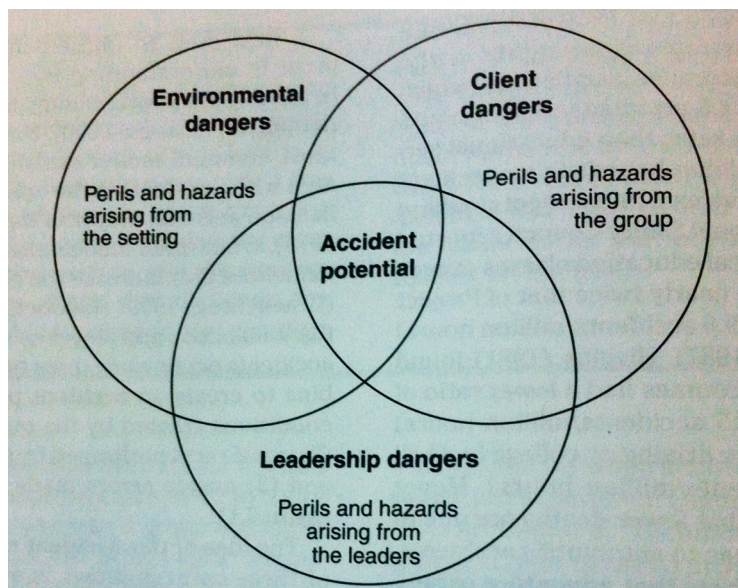 Environmental
dangers
Perils and hazards
arising from
the setting
Client
dangers
Perils and hazards
arising from
the group
Accident
potential
Leadership dangers
Perils and hazards
arising from
the leaders